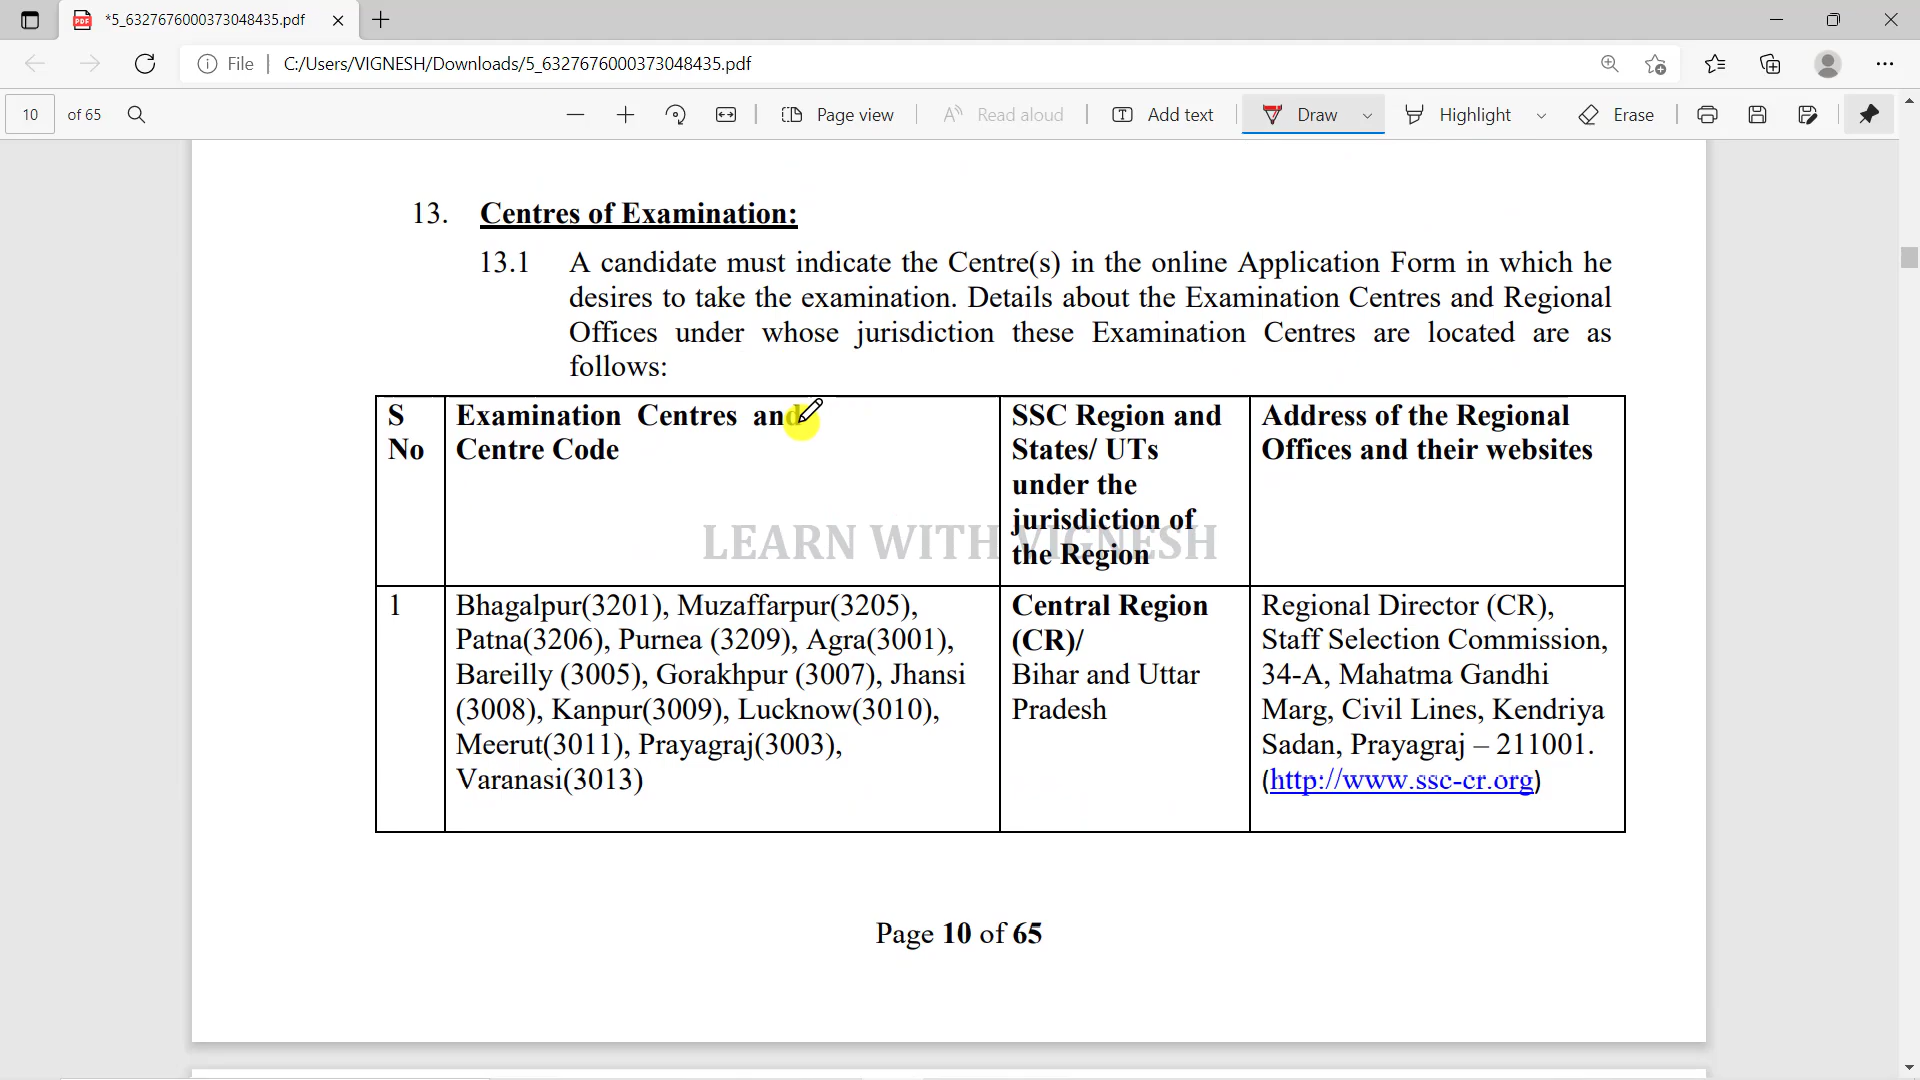 *5_6327676000373048435.pdf
File | C:/Users/VIGNESH/Downloads/5_6327676000373048435.pdf
10 of 65 Page view Read aloud Add text Draw Highlight Erase
13. Centres of Examination:
13.1 A candidate must indicate the Centre(s) in the online Application Form in which he
desires to take the examination. Details about the Examination Centres and Regional
Offices under whose jurisdiction these Examination Centres are located are as
follows:
S
No
Examination Centres and
Centre Code
SSC Region and
States/ UTs
under the
jurisdiction of
the Region
Address of the Regional
Offices and their websites
LEARN WITH VIGNESH
1
Bhagalpur(3201), Muzaffarpur(3205),
Patna(3206), Purnea (3209), Agra(3001),
Bareilly (3005), Gorakhpur (3007), Jhansi
(3008), Kanpur(3009), Lucknow(3010),
Meerut(3011), Prayagraj(3003),
Varanasi(3013)
Central Region
(CR)/
Bihar and Uttar
Pradesh
Regional Director (CR),
Staff Selection Commission,
34-A, Mahatma Gandhi
Marg, Civil Lines, Kendriya
Sadan, Prayagraj – 211001.
(http://www.ssc-cr.org)
Page 10 of 65